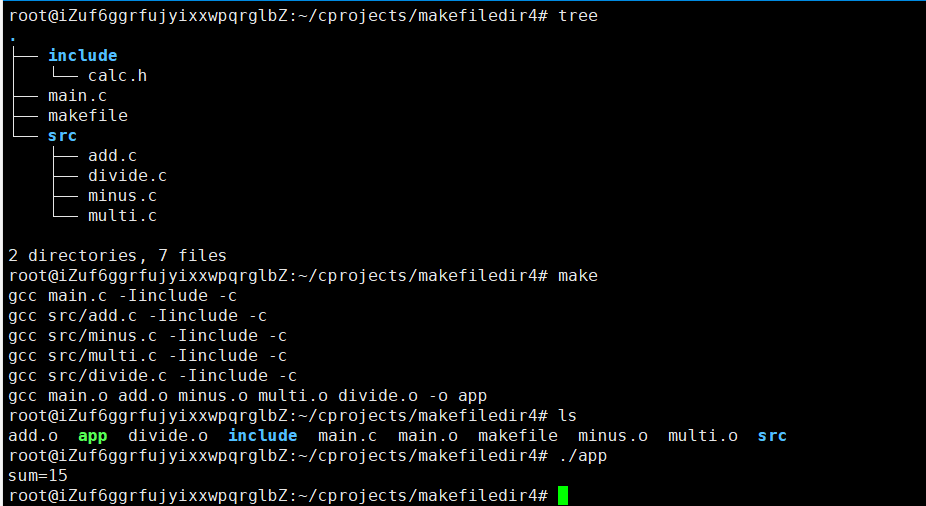 root@iZuf6ggrfujyixxwpqrglbZ:~/cprojects/makefiledir4# tree
.
├── include
│   └── calc.h
├── main.c
├── makefile
└── src
    ├── add.c
    ├── divide.c
    ├── minus.c
    └── multi.c
2 directories, 7 files
root@iZuf6ggrfujyixxwpqrglbZ:~/cprojects/makefiledir4# make
gcc main.c -Iinclude -c
gcc src/add.c -Iinclude -c
gcc src/minus.c -Iinclude -c
gcc src/multi.c -Iinclude -c
gcc src/divide.c -Iinclude -c
gcc main.o add.o minus.o multi.o divide.o -o app
root@iZuf6ggrfujyixxwpqrglbZ:~/cprojects/makefiledir4# ls
add.o  app  divide.o  include  main.c  main.o  makefile  minus.o  multi.o  src
root@iZuf6ggrfujyixxwpqrglbZ:~/cprojects/makefiledir4# ./app
sum=15
root@iZuf6ggrfujyixxwpqrglbZ:~/cprojects/makefiledir4#